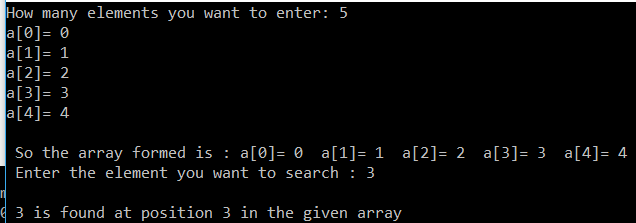 How many elements you want to enter: 5
a[0]= 0
a[1]= 1
a[2]= 2
a[3]= 3
a[4]= 4
So the array formed is : a[0]= 0  a[1]= 1  a[2]= 2  a[3]= 3  a[4]= 4
Enter the element you want to search : 3
3 is found at position 3 in the given array